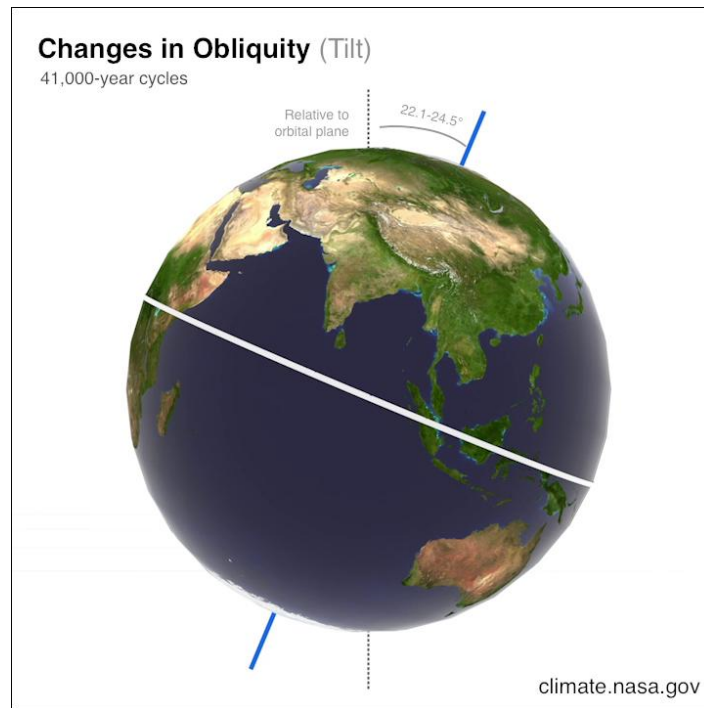 Changes in Obliquity (Tilt)
41,000-year cycles
Relative to
orbital plane
22.1-24.5°
climate.nasa.gov